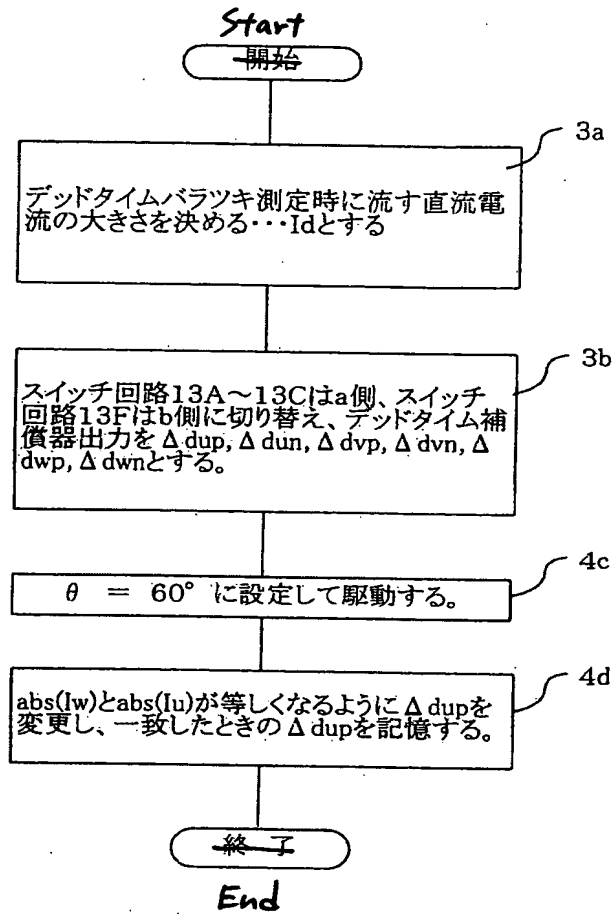 Start
開始
3a
デッドタイムバラツキ測定時に流す直流電
流の大きさを決める・・・Idとする
3b
スイッチ回路13A～13Cはa側、スイッチ
回路13Fはb側に切り替え、デッドタイム補
償器出力を Δdup, Δdun, Δdvp, Δdvn, Δ
dwp, Δdwnとする。
4c
θ = 60° に設定して駆動する。
4d
abs(Iw)とabs(Iu)が等しくなるように Δdupを
変更し、一致したときの Δdupを記憶する。
終 了
End